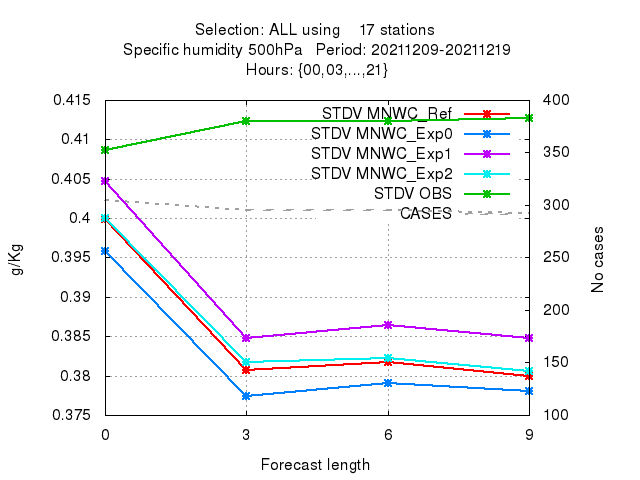 Selection: ALL using 17 stations
Specific humidity 500hPa Period: 20211209-20211219
Hours: {00,03,...,21}
0.415
0.41
0.405
0.4
0.395
0.39
0.385
0.38
0.375
400
350
300
250
200
150
100
STDV MNWC_Ref
STDV MNWC_Exp0
STDV MNWC_Exp1
STDV MNWC_Exp2
STDV OBS
CASES
g/Kg
No cases
0 3 6 9
Forecast length